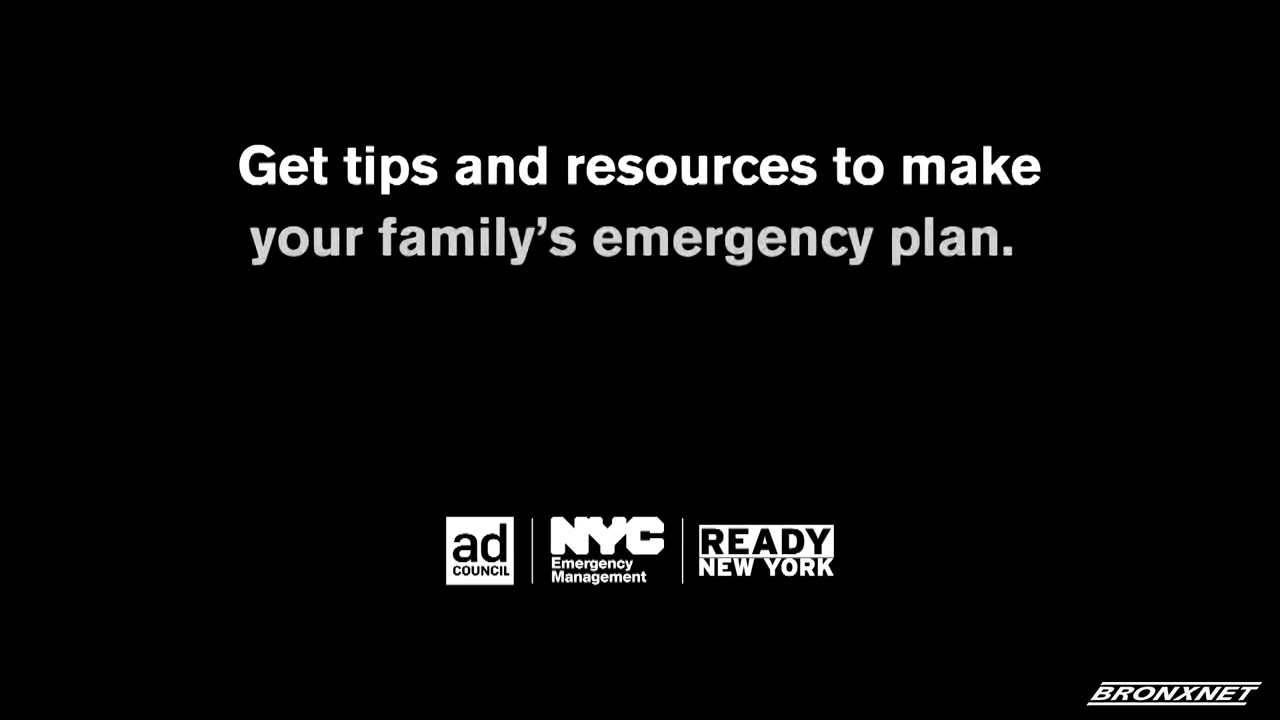 Get tips and resources to make
your family’s emergency plan.
ad
COUNCIL
NYC
Emergency
Management
READY
NEW YORK
BRONXNET